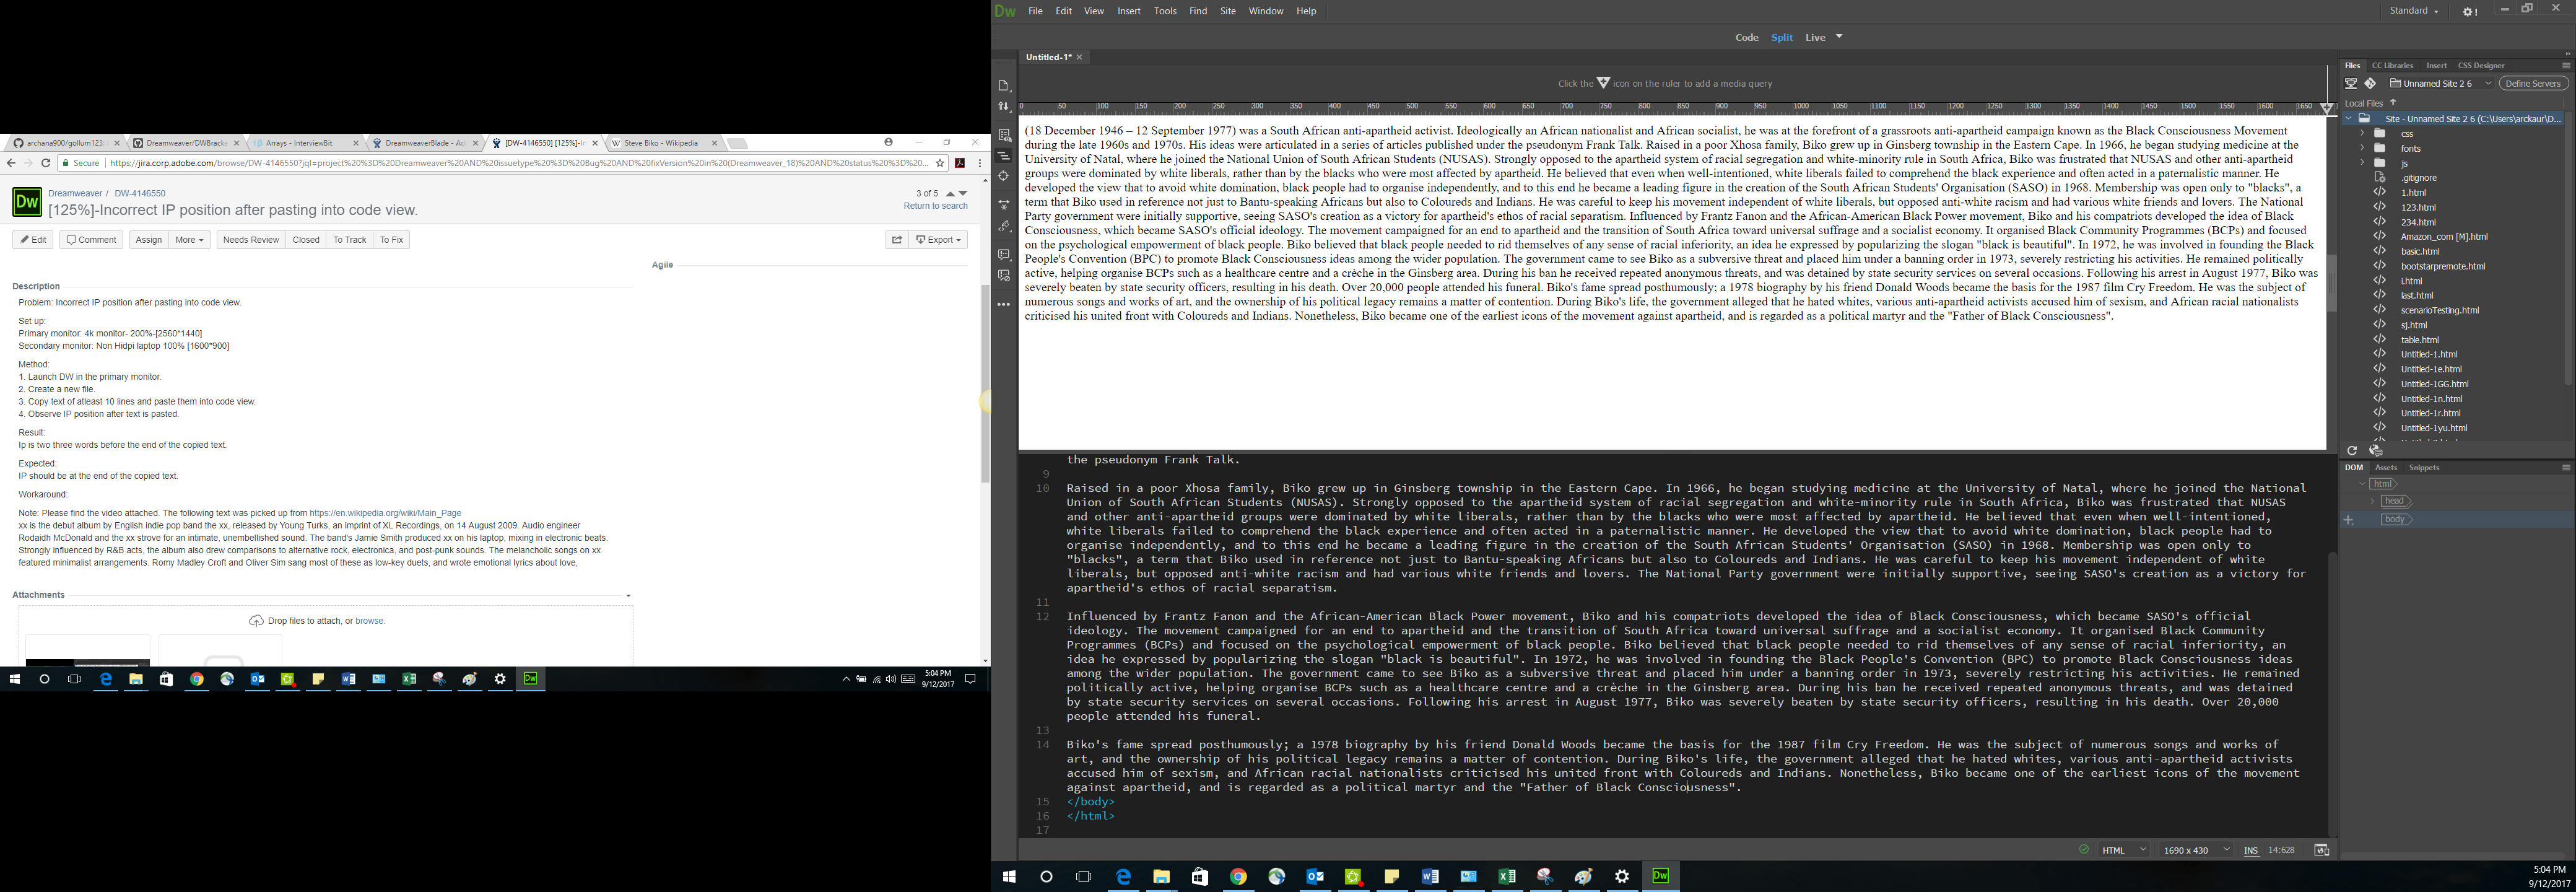 archana900/gollum123:
Dreamweaver/DWBracke
Arrays - InterviewBit
DreamweaverBlade - Ad
[DW-4146550] [125%]-In
Steve Biko - Wikipedia
Secure | https://jira.corp.adobe.com/browse/DW-4146550?jql=project%20%3D%20Dreamweaver%20AND%20issuetype%20%3D%20Bug%20AND%20fixVersion%20in%20(Dreamweaver_18)%20AND%20status%20%3D%20...
Dreamweaver / DW-4146550
[125%]-Incorrect IP position after pasting into code view.
3 of 5
Return to search
Edit Comment Assign More Needs Review Closed To Track To Fix Export
Agile
Description
Problem: Incorrect IP position after pasting into code view.
Set up:
Primary monitor: 4k monitor- 200%-[2560*1440]
Secondary monitor: Non Hidpi laptop 100% [1600*900]
Method:
1. Launch DW in the primary monitor.
2. Create a new file.
3. Copy text of atleast 10 lines and paste them into code view.
4. Observe IP position after text is pasted.
Result:
Ip is two three words before the end of the copied text.
Expected:
IP should be at the end of the copied text.
Workaround:
Note: Please find the video attached. The following text was picked up from https://en.wikipedia.org/wiki/Main_Page
xx is the debut album by English indie pop band the xx, released by Young Turks, an imprint of XL Recordings, on 14 August 2009. Audio engineer
Rodaidh McDonald and the xx strove for an intimate, unembellished sound. The band's Jamie Smith produced xx on his laptop, mixing in electronic beats.
Strongly influenced by R&B acts, the album also drew comparisons to alternative rock, electronica, and post-punk sounds. The melancholic songs on xx
featured minimalist arrangements. Romy Madley Croft and Oliver Sim sang most of these as low-key duets, and wrote emotional lyrics about love,
Attachments
Drop files to attach, or browse.
5:04 PM
9/12/2017
Dw File Edit View Insert Tools Find Site Window Help
Standard
Code Split Live
Untitled-1*
Click the icon on the ruler to add a media query
0 50 100 150 200 250 300 350 400 450 500 550 600 650 700 750 800 850 900 950 1000 1050 1100 1150 1200 1250 1300 1350 1400 1450 1500 1550 1600 1650
(18 December 1946 – 12 September 1977) was a South African anti-apartheid activist. Ideologically an African nationalist and African socialist, he was at the forefront of a grassroots anti-apartheid campaign known as the Black Consciousness Movement
during the late 1960s and 1970s. His ideas were articulated in a series of articles published under the pseudonym Frank Talk. Raised in a poor Xhosa family, Biko grew up in Ginsberg township in the Eastern Cape. In 1966, he began studying medicine at the
University of Natal, where he joined the National Union of South African Students (NUSAS). Strongly opposed to the apartheid system of racial segregation and white-minority rule in South Africa, Biko was frustrated that NUSAS and other anti-apartheid
groups were dominated by white liberals, rather than by the blacks who were most affected by apartheid. He believed that even when well-intentioned, white liberals failed to comprehend the black experience and often acted in a paternalistic manner. He
developed the view that to avoid white domination, black people had to organise independently, and to this end he became a leading figure in the creation of the South African Students' Organisation (SASO) in 1968. Membership was open only to "blacks", a
term that Biko used in reference not just to Bantu-speaking Africans but also to Coloureds and Indians. He was careful to keep his movement independent of white liberals, but opposed anti-white racism and had various white friends and lovers. The National
Party government were initially supportive, seeing SASO's creation as a victory for apartheid's ethos of racial separatism. Influenced by Frantz Fanon and the African-American Black Power movement, Biko and his compatriots developed the idea of Black
Consciousness, which became SASO's official ideology. The movement campaigned for an end to apartheid and the transition of South Africa toward universal suffrage and a socialist economy. It organised Black Community Programmes (BCPs) and focused
on the psychological empowerment of black people. Biko believed that black people needed to rid themselves of any sense of racial inferiority, an idea he expressed by popularizing the slogan "black is beautiful". In 1972, he was involved in founding the Black
People's Convention (BPC) to promote Black Consciousness ideas among the wider population. The government came to see Biko as a subversive threat and placed him under a banning order in 1973, severely restricting his activities. He remained politically
active, helping organise BCPs such as a healthcare centre and a crèche in the Ginsberg area. During his ban he received repeated anonymous threats, and was detained by state security services on several occasions. Following his arrest in August 1977, Biko was
severely beaten by state security officers, resulting in his death. Over 20,000 people attended his funeral. Biko's fame spread posthumously; a 1978 biography by his friend Donald Woods became the basis for the 1987 film Cry Freedom. He was the subject of
numerous songs and works of art, and the ownership of his political legacy remains a matter of contention. During Biko's life, the government alleged that he hated whites, various anti-apartheid activists accused him of sexism, and African racial nationalists
criticised his united front with Coloureds and Indians. Nonetheless, Biko became one of the earliest icons of the movement against apartheid, and is regarded as a political martyr and the "Father of Black Consciousness".
the pseudonym Frank Talk.
9
10 Raised in a poor Xhosa family, Biko grew up in Ginsberg township in the Eastern Cape. In 1966, he began studying medicine at the University of Natal, where he joined the National
Union of South African Students (NUSAS). Strongly opposed to the apartheid system of racial segregation and white-minority rule in South Africa, Biko was frustrated that NUSAS
and other anti-apartheid groups were dominated by white liberals, rather than by the blacks who were most affected by apartheid. He believed that even when well-intentioned,
white liberals failed to comprehend the black experience and often acted in a paternalistic manner. He developed the view that to avoid white domination, black people had to
organise independently, and to this end he became a leading figure in the creation of the South African Students' Organisation (SASO) in 1968. Membership was open only to
"blacks", a term that Biko used in reference not just to Bantu-speaking Africans but also to Coloureds and Indians. He was careful to keep his movement independent of white
liberals, but opposed anti-white racism and had various white friends and lovers. The National Party government were initially supportive, seeing SASO's creation as a victory for
apartheid's ethos of racial separatism.
11
12 Influenced by Frantz Fanon and the African-American Black Power movement, Biko and his compatriots developed the idea of Black Consciousness, which became SASO's official
ideology. The movement campaigned for an end to apartheid and the transition of South Africa toward universal suffrage and a socialist economy. It organised Black Community
Programmes (BCPs) and focused on the psychological empowerment of black people. Biko believed that black people needed to rid themselves of any sense of racial inferiority, an
idea he expressed by popularizing the slogan "black is beautiful". In 1972, he was involved in founding the Black People's Convention (BPC) to promote Black Consciousness ideas
among the wider population. The government came to see Biko as a subversive threat and placed him under a banning order in 1973, severely restricting his activities. He remained
politically active, helping organise BCPs such as a healthcare centre and a crèche in the Ginsberg area. During his ban he received repeated anonymous threats, and was detained
by state security services on several occasions. Following his arrest in August 1977, Biko was severely beaten by state security officers, resulting in his death. Over 20,000
people attended his funeral.
13
14 Biko's fame spread posthumously; a 1978 biography by his friend Donald Woods became the basis for the 1987 film Cry Freedom. He was the subject of numerous songs and works of
art, and the ownership of his political legacy remains a matter of contention. During Biko's life, the government alleged that he hated whites, various anti-apartheid activists
accused him of sexism, and African racial nationalists criticised his united front with Coloureds and Indians. Nonetheless, Biko became one of the earliest icons of the movement
against apartheid, and is regarded as a political martyr and the "Father of Black Consciousness".
15 </body>
16 </html>
17
HTML 1690 x 430 INS 14:628
Files CC Libraries Insert CSS Designer
Unnamed Site 2 6 Define Servers
Local Files
Site - Unnamed Site 2 6 (C:\Users\arckaur\D...
css
fonts
js
.gitignore
1.html
123.html
234.html
Amazon_com [M].html
basic.html
bootstarpremote.html
i.html
last.html
scenarioTesting.html
sj.html
table.html
Untitled-1.html
Untitled-1e.html
Untitled-1GG.html
Untitled-1n.html
Untitled-1r.html
Untitled-1yu.html
DOM Assets Snippets
html
head
body
5:04 PM
9/12/2017